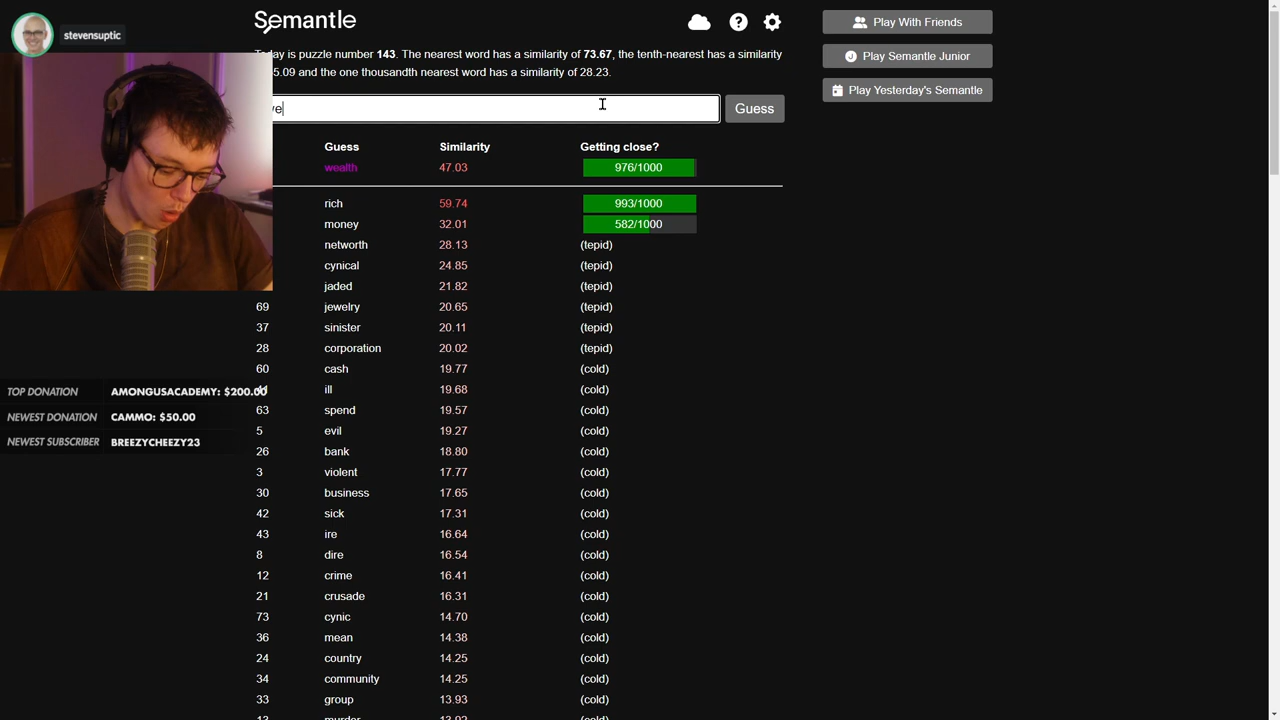 stevensuptic
Semantle
Play With Friends
Play Semantle Junior
Play Yesterday's Semantle
Today is puzzle number 143. The nearest word has a similarity of 73.67, the tenth-nearest has a similarity
5.09 and the one thousandth nearest word has a similarity of 28.23.
Guess
Guess Similarity Getting close?
wealth 47.03 976/1000
rich 59.74 993/1000
money 32.01 582/1000
networth 28.13 (tepid)
cynical 24.85 (tepid)
jaded 21.82 (tepid)
69 jewelry 20.65 (tepid)
37 sinister 20.11 (tepid)
28 corporation 20.02 (tepid)
60 cash 19.77 (cold)
ill 19.68 (cold)
63 spend 19.57 (cold)
5 evil 19.27 (cold)
26 bank 18.80 (cold)
3 violent 17.77 (cold)
30 business 17.65 (cold)
42 sick 17.31 (cold)
43 ire 16.64 (cold)
8 dire 16.54 (cold)
12 crime 16.41 (cold)
21 crusade 16.31 (cold)
73 cynic 14.70 (cold)
36 mean 14.38 (cold)
24 country 14.25 (cold)
34 community 14.25 (cold)
33 group 13.93 (cold)
13 murder 13.92 (cold)
TOP DONATION AMONGUSACADEMY: $200.00
NEWEST DONATION CAMMO: $50.00
NEWEST SUBSCRIBER BREEZYCHEEZY23